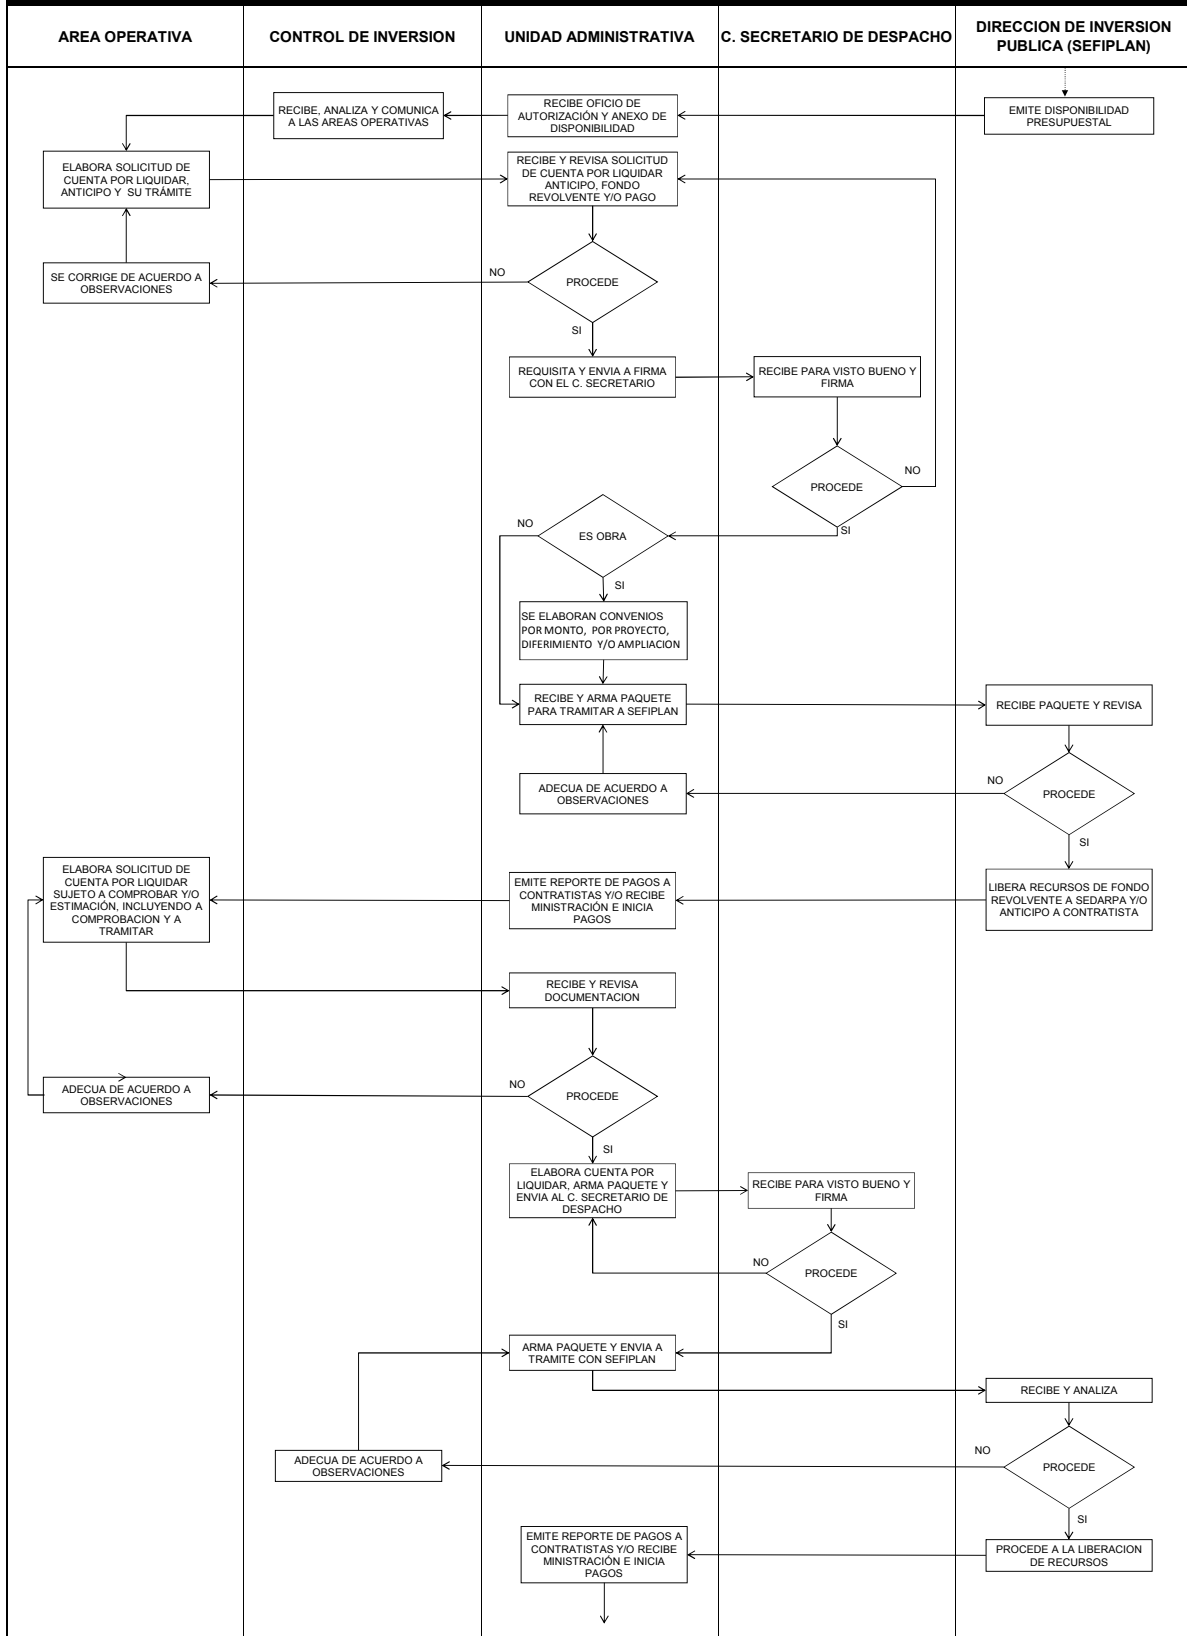 AREA OPERATIVA
CONTROL DE INVERSION
UNIDAD ADMINISTRATIVA
C. SECRETARIO DE DESPACHO
DIRECCION DE INVERSION
PUBLICA (SEFIPLAN)
RECIBE, ANALIZA Y COMUNICA
A LAS AREAS OPERATIVAS
RECIBE OFICIO DE
AUTORIZACIÓN Y ANEXO DE
DISPONIBILIDAD
EMITE DISPONIBILIDAD
PRESUPUESTAL
ELABORA SOLICITUD DE
CUENTA POR LIQUIDAR,
ANTICIPO Y SU TRÁMITE
RECIBE Y REVISA SOLICITUD
DE CUENTA POR LIQUIDAR
ANTICIPO, FONDO
REVOLVENTE Y/O PAGO
SE CORRIGE DE ACUERDO A
OBSERVACIONES
NO
PROCEDE
SI
REQUISITA Y ENVIA A FIRMA
CON EL C. SECRETARIO
RECIBE PARA VISTO BUENO Y
FIRMA
PROCEDE
NO
SI
NO
ES OBRA
SI
SE ELABORAN CONVENIOS
POR MONTO, POR PROYECTO,
DIFERIMIENTO Y/O AMPLIACION
RECIBE Y ARMA PAQUETE
PARA TRAMITAR A SEFIPLAN
RECIBE PAQUETE Y REVISA
ADECUA DE ACUERDO A
OBSERVACIONES
NO
PROCEDE
SI
ELABORA SOLICITUD DE
CUENTA POR LIQUIDAR
SUJETO A COMPROBAR Y/O
ESTIMACIÓN, INCLUYENDO A
COMPROBACION Y A
TRAMITAR
EMITE REPORTE DE PAGOS A
CONTRATISTAS Y/O RECIBE
MINISTRACIÓN E INICIA
PAGOS
LIBERA RECURSOS DE FONDO
REVOLVENTE A SEDARPA Y/O
ANTICIPO A CONTRATISTA
RECIBE Y REVISA
DOCUMENTACION
ADECUA DE ACUERDO A
OBSERVACIONES
NO
PROCEDE
SI
ELABORA CUENTA POR
LIQUIDAR, ARMA PAQUETE Y
ENVIA AL C. SECRETARIO DE
DESPACHO
RECIBE PARA VISTO BUENO Y
FIRMA
NO
PROCEDE
SI
ARMA PAQUETE Y ENVIA A
TRAMITE CON SEFIPLAN
RECIBE Y ANALIZA
ADECUA DE ACUERDO A
OBSERVACIONES
NO
PROCEDE
SI
EMITE REPORTE DE PAGOS A
CONTRATISTAS Y/O RECIBE
MINISTRACIÓN E INICIA
PAGOS
PROCEDE A LA LIBERACION
DE RECURSOS